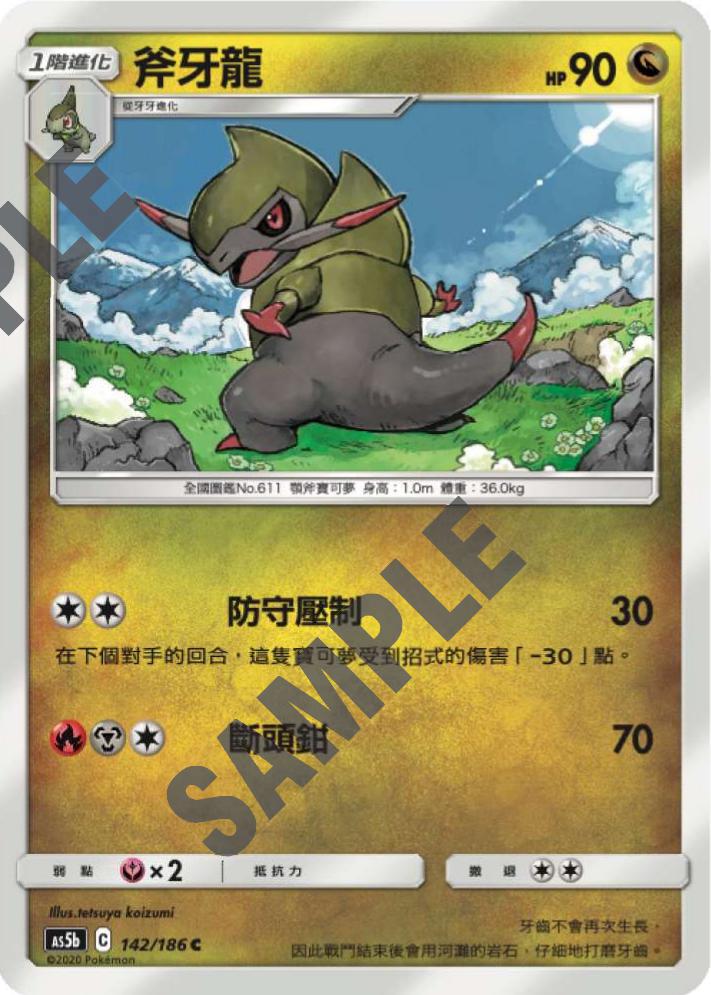 1階進化
斧牙龍
HP 90
從牙牙進化
全國圖鑑No.611 顎斧寶可夢 身高：1.0m 體重：36.0kg
防守壓制 30
在下個對手的回合，這隻寶可夢受到招式的傷害「-30」點。
斷頭鉗 70
弱點 ×2 抵抗力 撤退
Illus.tetsuya koizumi
AS5b C 142/186 C
©2020 Pokémon
牙齒不會再次生長，
因此戰鬥結束後會用河灘的岩石，仔細地打磨牙齒。
SAMPLE
PLE